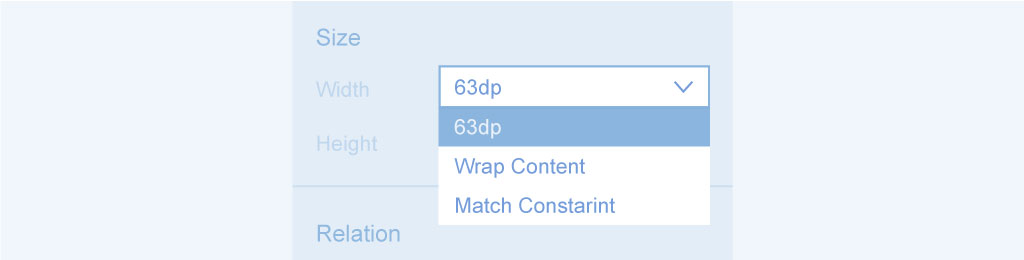 Size
Width
63dp
63dp
Height
Wrap Content
Match Constarint
Relation